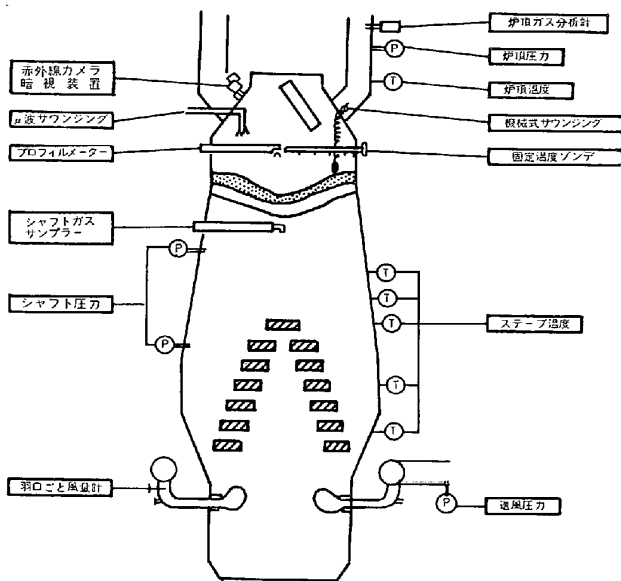 炉頂ガス分析計
P
炉頂圧力
赤外線カメラ
暗視装置
T
炉頂温度
μ波サウンジング
機械式サウンジング
プロフィルメーター
固定温度ゾンデ
シャフトガス
サンプラー
P
T
T
シャフト圧力
T
ステーブ温度
P
T
T
羽口ごと風量計
P
送風圧力